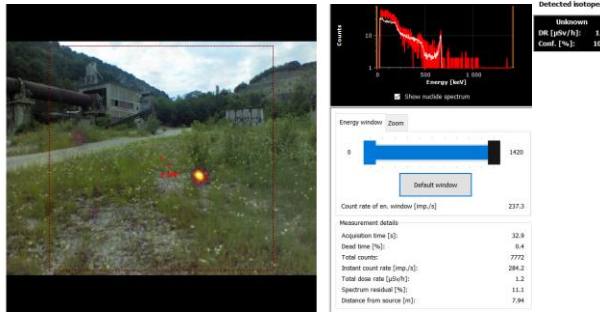 Detected isotope
Unknown
DR [µSv/h]: 1.
Conf. [%]: 10
Counts
50
10
1
0
500
1 000
Energy [keV]
Show nuclide spectrum
Energy window
Zoom
0
1420
Default window
Count rate of en. window [imp./s]
237.3
Measurement details
Acquisition time [s]: 32.9
Dead time [%]: 0.4
Total counts: 7772
Instant count rate [imp./s]: 284.2
Total dose rate [µSv/h]: 1.2
Spectrum residual [%]: 11.1
Distance from source [m]: 7.94